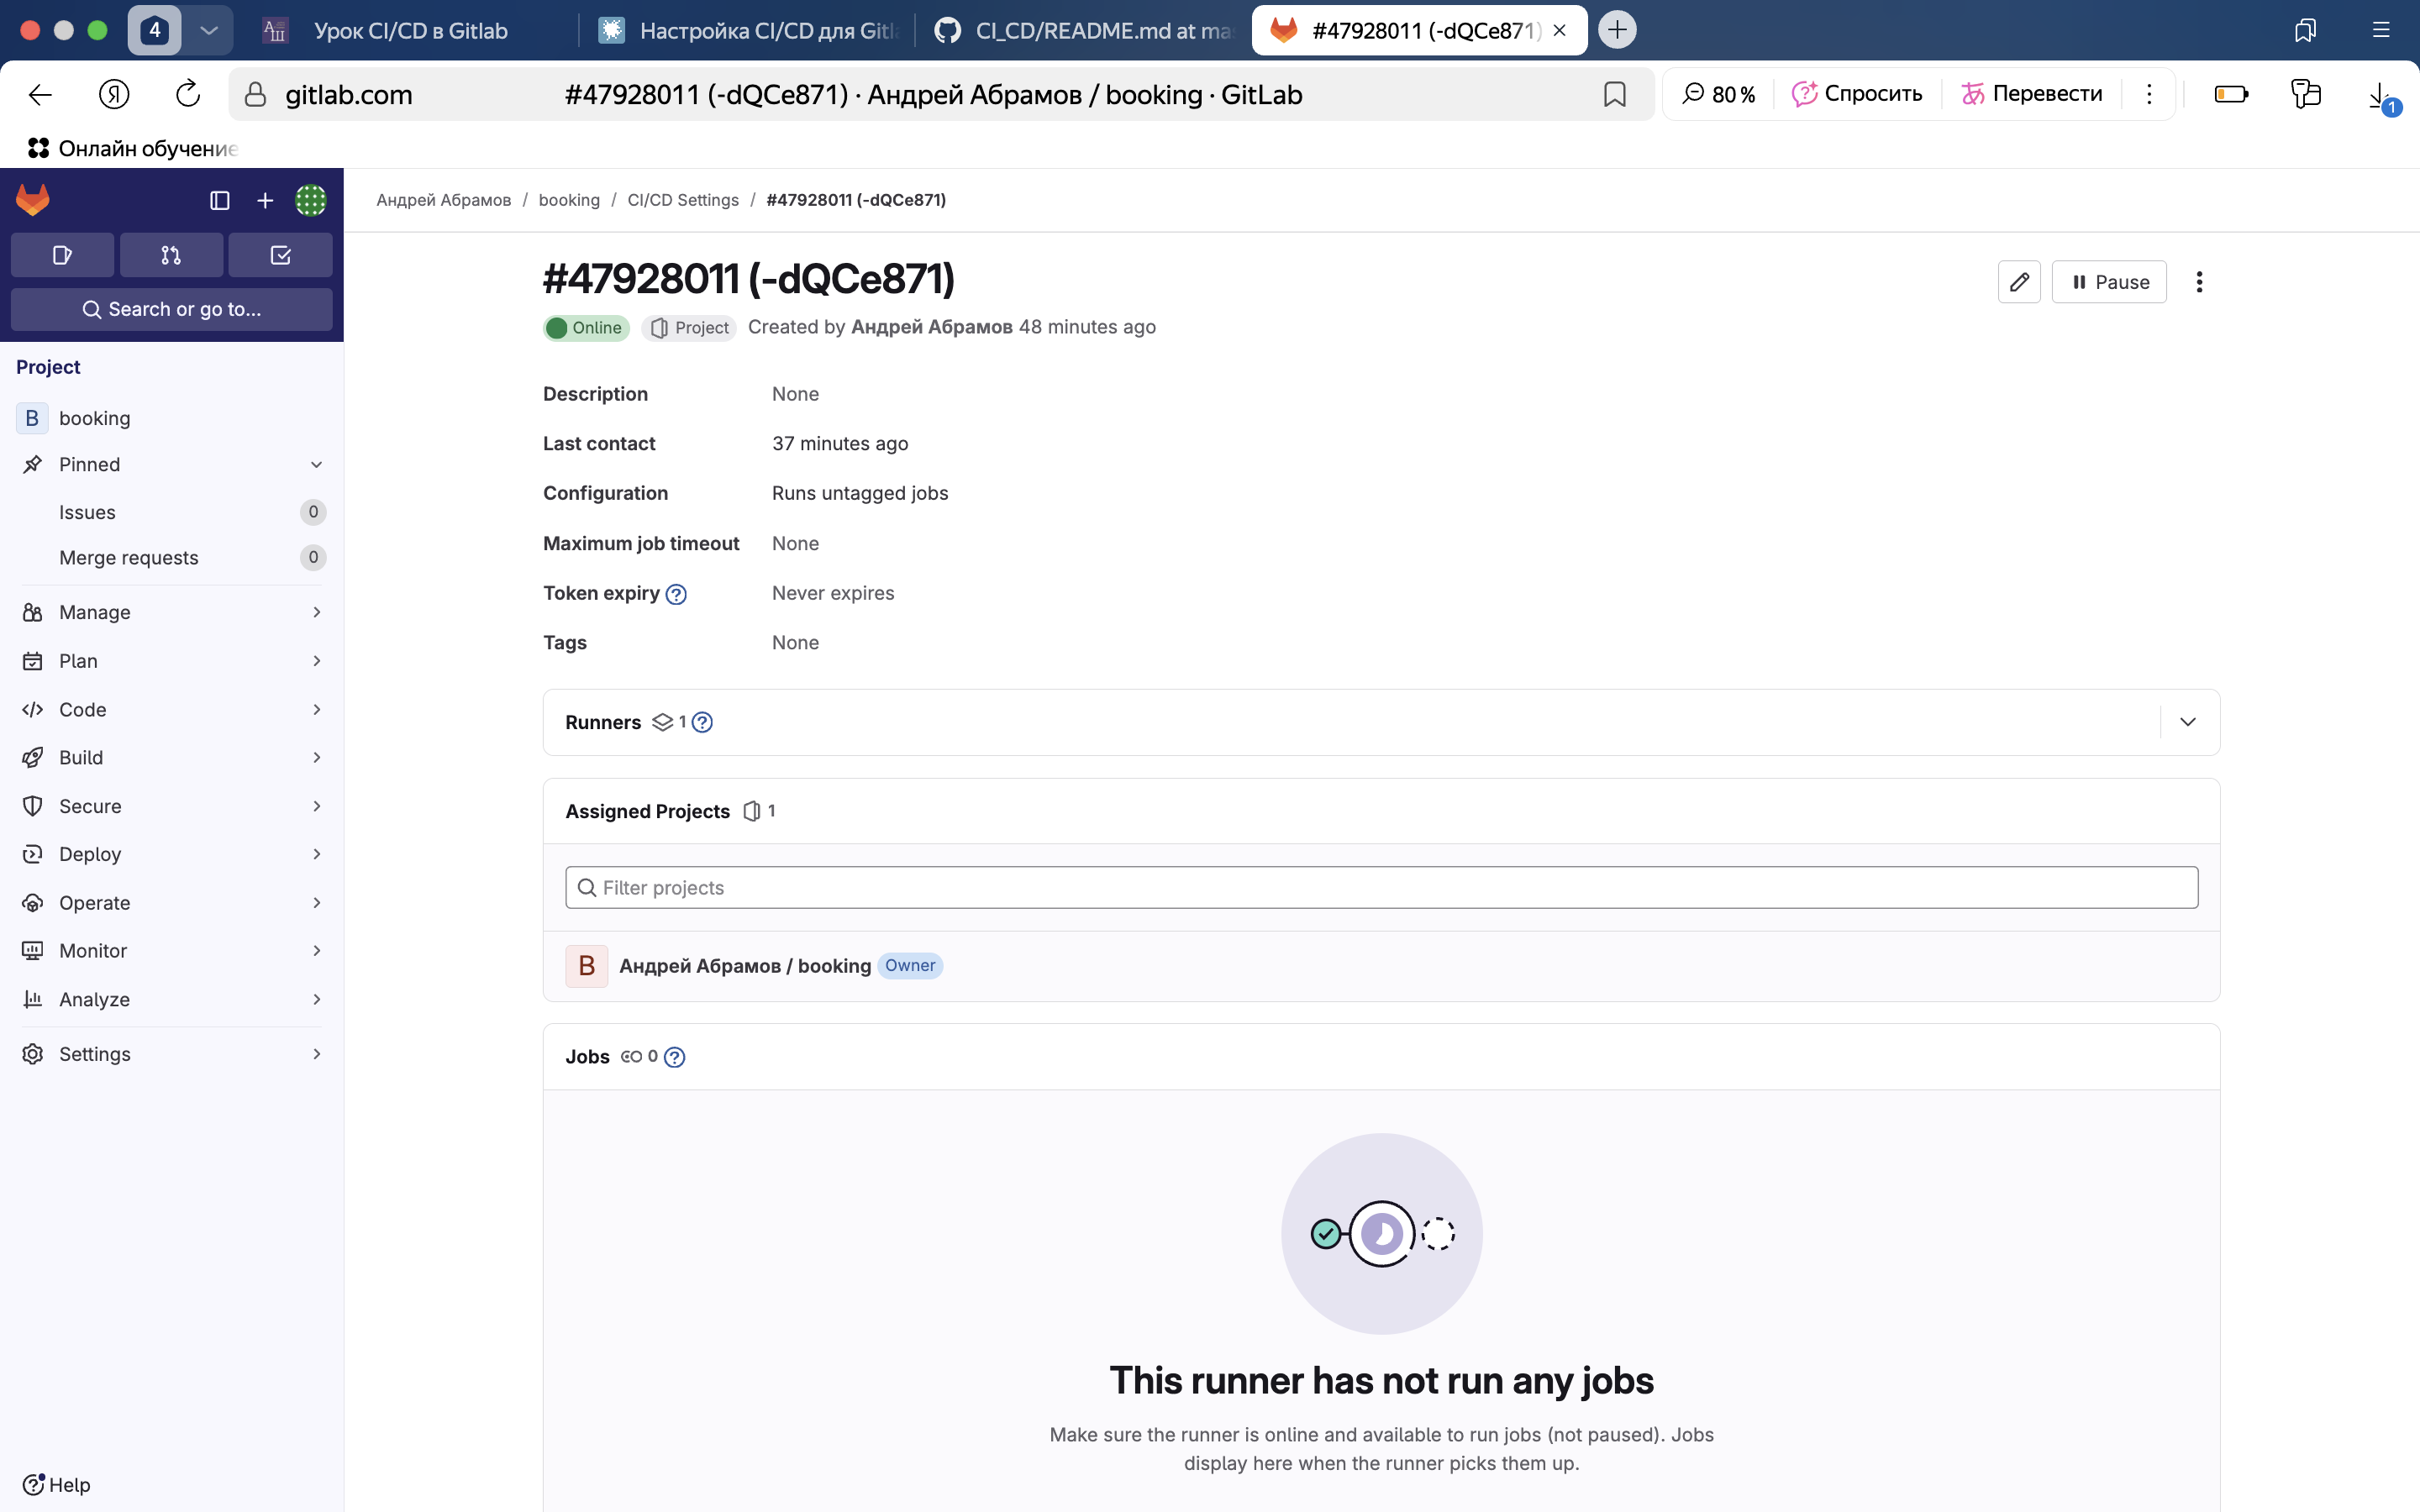 4
Урок CI/CD в Gitlab
Настройка CI/CD для Gitl
CI_CD/README.md at ma
#47928011 (-dQCe871)
gitlab.com
#47928011 (-dQCe871) · Андрей Абрамов / booking · GitLab
80 %
Спросить
Перевести
1
Онлайн обучение
Search or go to...
Project
B booking
Pinned
Issues 0
Merge requests 0
Manage
Plan
Code
Build
Secure
Deploy
Operate
Monitor
Analyze
Settings
Help
Андрей Абрамов / booking / CI/CD Settings / #47928011 (-dQCe871)
#47928011 (-dQCe871)
Pause
Online Project Created by Андрей Абрамов 48 minutes ago
Description None
Last contact 37 minutes ago
Configuration Runs untagged jobs
Maximum job timeout None
Token expiry ? Never expires
Tags None
Runners 1 ?
Assigned Projects 1
Filter projects
B Андрей Абрамов / booking Owner
Jobs 0 ?
This runner has not run any jobs
Make sure the runner is online and available to run jobs (not paused). Jobs
display here when the runner picks them up.